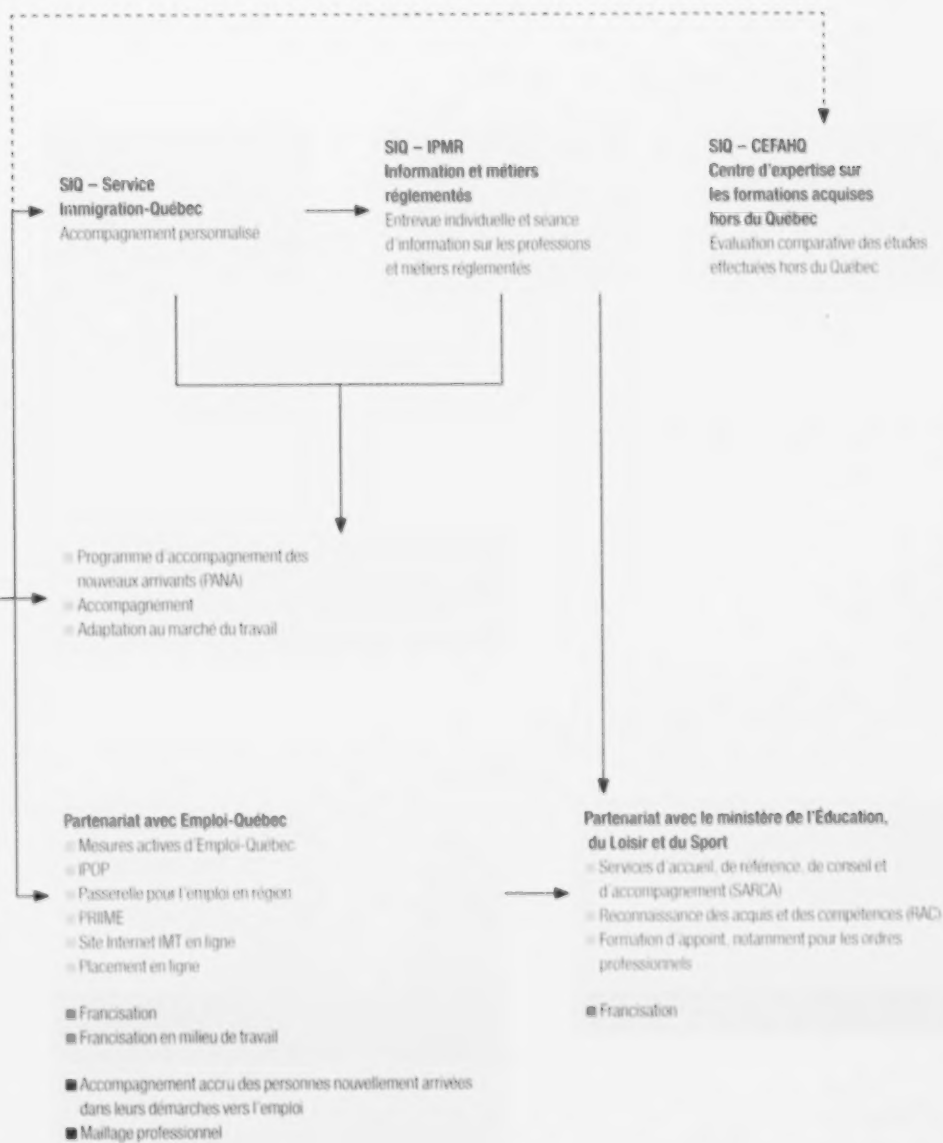 SIQ – Service
Immigration-Québec
Accompagnement personnalisé
SIQ – IPMR
Information et métiers
réglementés
Entrevue individuelle et séance
d'information sur les professions
et métiers réglementés
SIQ – CEFAHQ
Centre d'expertise sur
les formations acquises
hors du Québec
Évaluation comparative des études
effectuées hors du Québec
Programme d'accompagnement des
nouveaux arrivants (PANA)
Accompagnement
Adaptation au marché du travail
Partenariat avec Emploi-Québec
Mesures actives d'Emploi-Québec
IPOP
Passerelle pour l'emploi en région
PRIIME
Site Internet IMT en ligne
Placement en ligne
Francisation
Francisation en milieu de travail
Accompagnement accru des personnes nouvellement arrivées
dans leurs démarches vers l'emploi
Maillage professionnel
Partenariat avec le ministère de l'Éducation,
du Loisir et du Sport
Services d'accueil, de référence, de conseil et
d'accompagnement (SARCA)
Reconnaissance des acquis et des compétences (RAC)
Formation d'appoint, notamment pour les ordres
professionnels
Francisation